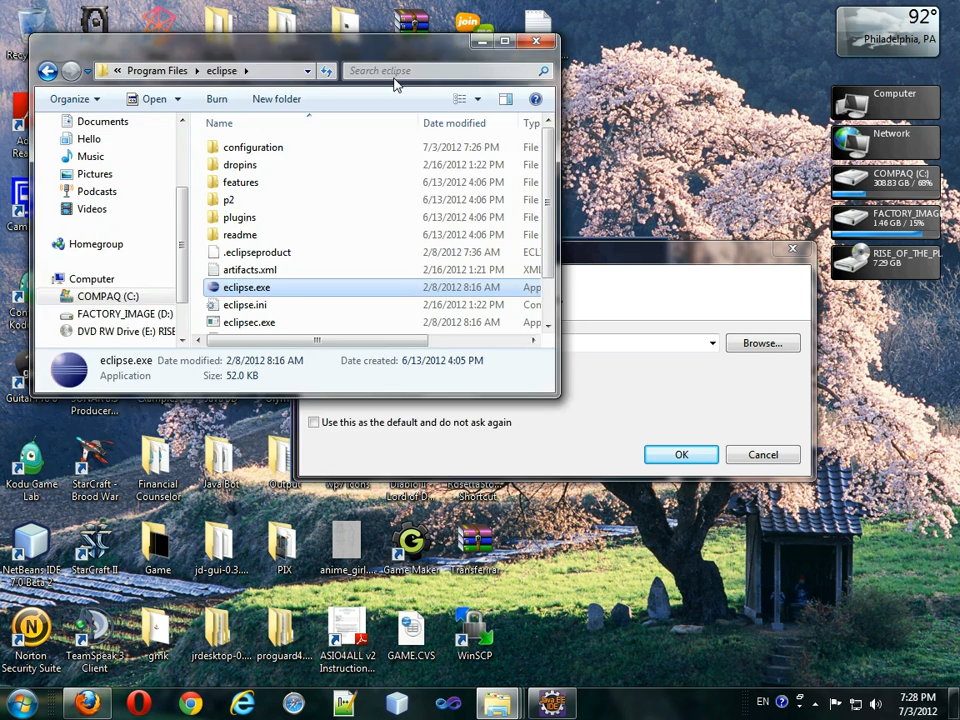 92°
Philadelphia, PA
join
Program Files
eclipse
Search eclipse
Organize
Open
Burn
New folder
Name
Date modified
Typ
Documents
Hello
Music
Pictures
Podcasts
Videos
Homegroup
Computer
COMPAQ (C:)
FACTORY_IMAGE (D:)
DVD RW Drive (E:) RISE
configuration 7/3/2012 7:26 PM File
dropins 2/16/2012 1:22 PM File
features 6/13/2012 4:06 PM File
p2 6/13/2012 4:06 PM File
plugins 6/13/2012 4:06 PM File
readme 6/13/2012 4:06 PM File
.eclipseproduct 2/8/2012 7:36 AM ECL
artifacts.xml 2/16/2012 1:21 PM XML
eclipse.exe 2/8/2012 8:16 AM App
eclipse.ini 2/16/2012 1:22 PM Con
eclipsec.exe 2/8/2012 8:16 AM App
eclipse.exe Date modified: 2/8/2012 8:16 AM Date created: 6/13/2012 4:05 PM
Application Size: 52.0 KB
Computer
Network
COMPAQ (C:)
308.83 GB / 68%
FACTORY_IMAG
1.46 GB / 15%
RISE_OF_THE_PL
7.29 GB
Browse...
Use this as the default and do not ask again
OK
Cancel
Producer...
Kodu Game
Lab
StarCraft -
Brood War
Financial
Counselor
Java Bot
Output
Lord of D...
Shortcut
NetBeans IDE
7.0 Beta 2
StarCraft II
Game
jd-gui-0.3....
PIX
anime_girl...
Game Maker
Transferrar
Norton
Security Suite
TeamSpeak 3
Client
gmk
jrdesktop-0....
proguard4....
ASIO4ALL v2
Instruction...
GAME.CVS
WinSCP
Java EE
IDE
EN
7:28 PM
7/3/2012